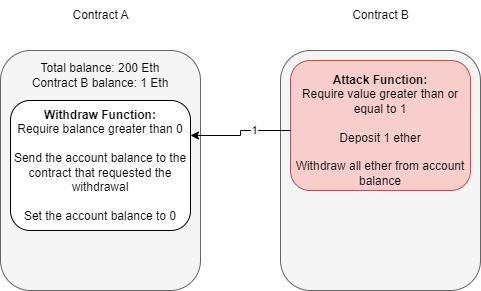 Contract A
Contract B
Total balance: 200 Eth
Contract B balance: 1 Eth
Withdraw Function:
Require balance greater than 0
Send the account balance to the
contract that requested the
withdrawal
Set the account balance to 0
1
Attack Function:
Require value greater than or
equal to 1
Deposit 1 ether
Withdraw all ether from account
balance